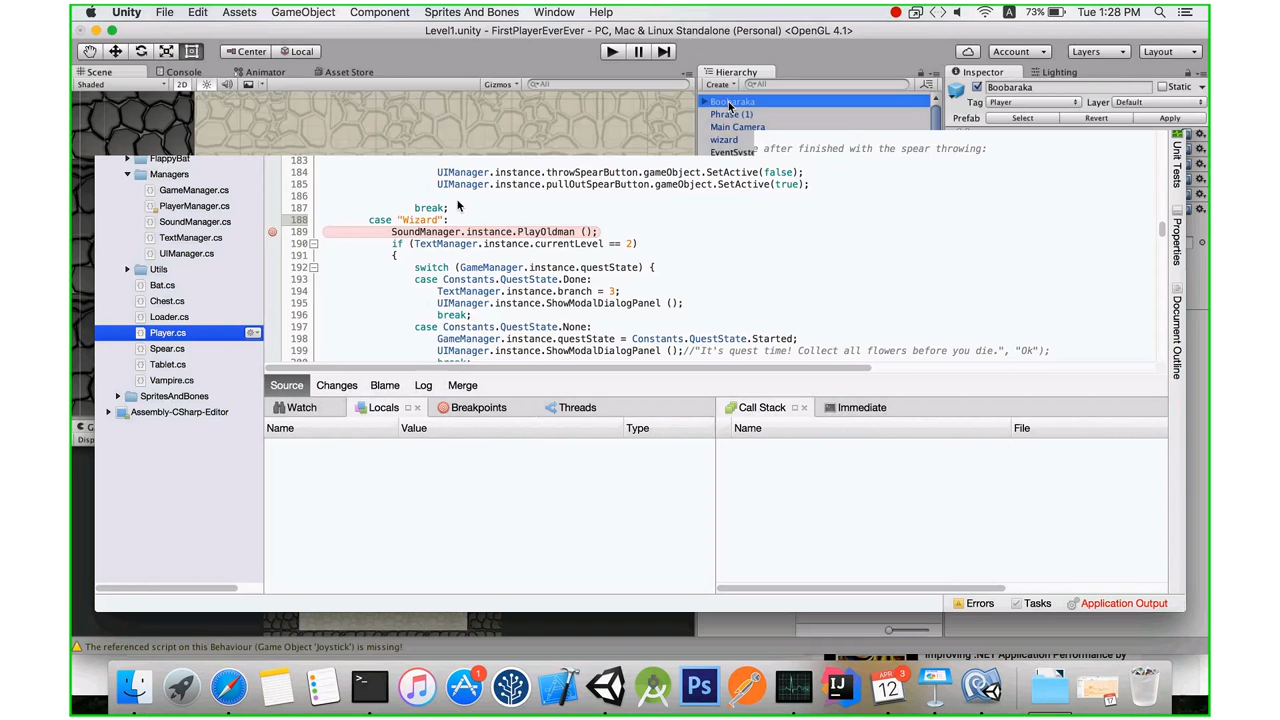 Unity File Edit Assets GameObject Component Sprites And Bones Window Help 73% Tue 1:28 PM
Level1.unity - FirstPlayerEverEver - PC, Mac & Linux Standalone (Personal) <OpenGL 4.1>
Center Local Account Layers Layout
Scene Console Animator Asset Store Hierarchy Inspector Lighting
Shaded 2D Gizmos All Create All Boobaraka Static
Boobaraka Tag Player Layer Default
Phrase (1) Prefab Select Revert Apply
Main Camera
wizard
EventSyste
e after finished with the spear throwing:
FlappyBat
Managers
GameManager.cs
PlayerManager.cs
SoundManager.cs
TextManager.cs
UIManager.cs
Utils
Bat.cs
Chest.cs
Loader.cs
Player.cs
Spear.cs
Tablet.cs
Vampire.cs
SpritesAndBones
Assembly-CSharp-Editor
183
184 UIManager.instance.throwSpearButton.gameObject.SetActive(false);
185 UIManager.instance.pullOutSpearButton.gameObject.SetActive(true);
186
187 break;
188 case "Wizard":
189 SoundManager.instance.PlayOldman ();
190 if (TextManager.instance.currentLevel == 2)
191 {
192 switch (GameManager.instance.questState) {
193 case Constants.QuestState.Done:
194 TextManager.instance.branch = 3;
195 UIManager.instance.ShowModalDialogPanel ();
196 break;
197 case Constants.QuestState.None:
198 GameManager.instance.questState = Constants.QuestState.Started;
199 UIManager.instance.ShowModalDialogPanel ();//"It's quest time! Collect all flowers before you die.", "Ok");
Unit Tests
Properties
Document Outline
Source Changes Blame Log Merge
Watch Locals Breakpoints Threads Call Stack Immediate
Name Value Type Name File
Disp
Errors Tasks Application Output
The referenced script on this Behaviour (Game Object 'Joystick') is missing!
Improving .NET Application Performance by
1
Ps
APR 3
12
17